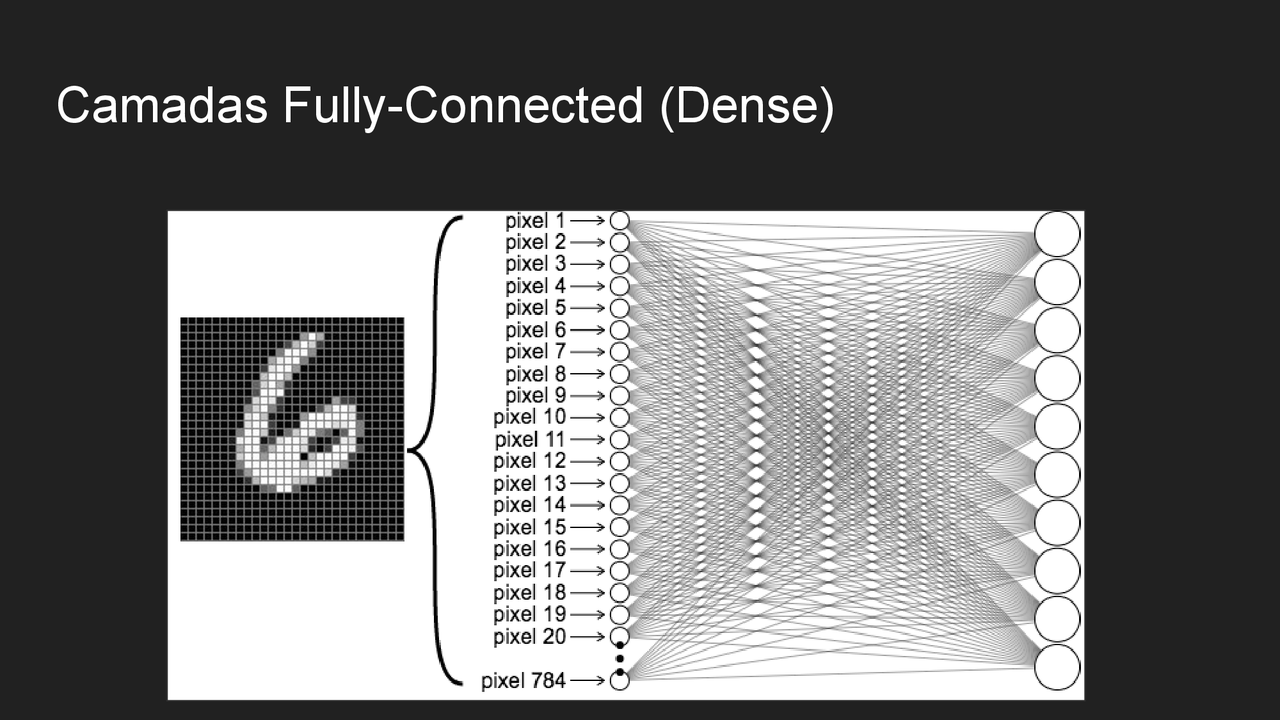 Camadas Fully-Connected (Dense)
pixel 1
pixel 2
pixel 3
pixel 4
pixel 5
pixel 6
pixel 7
pixel 8
pixel 9
pixel 10
pixel 11
pixel 12
pixel 13
pixel 14
pixel 15
pixel 16
pixel 17
pixel 18
pixel 19
pixel 20
pixel 784